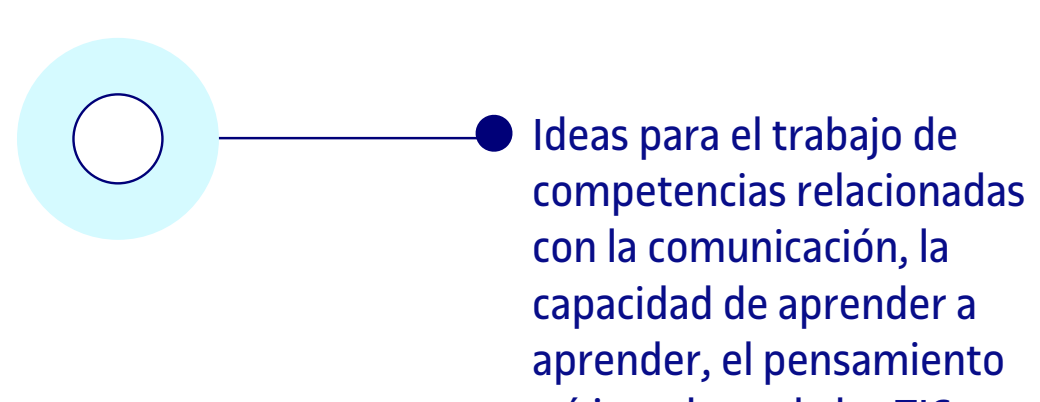 Ideas para el trabajo de
competencias relacionadas
con la comunicación, la
capacidad de aprender a
aprender, el pensamiento